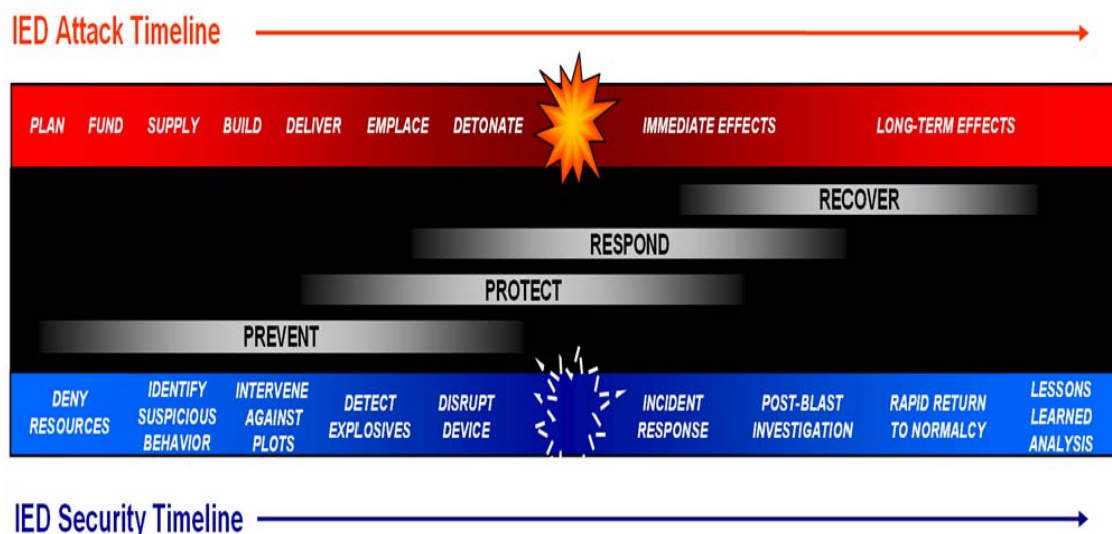 IED Attack Timeline
PLAN FUND SUPPLY BUILD DELIVER EMPLACE DETONATE IMMEDIATE EFFECTS LONG-TERM EFFECTS
RECOVER
RESPOND
PROTECT
PREVENT
DENY
RESOURCES
IDENTIFY
SUSPICIOUS
BEHAVIOR
INTERVENE
AGAINST
PLOTS
DETECT
EXPLOSIVES
DISRUPT
DEVICE
INCIDENT
RESPONSE
POST-BLAST
INVESTIGATION
RAPID RETURN
TO NORMALCY
LESSONS
LEARNED
ANALYSIS
IED Security Timeline